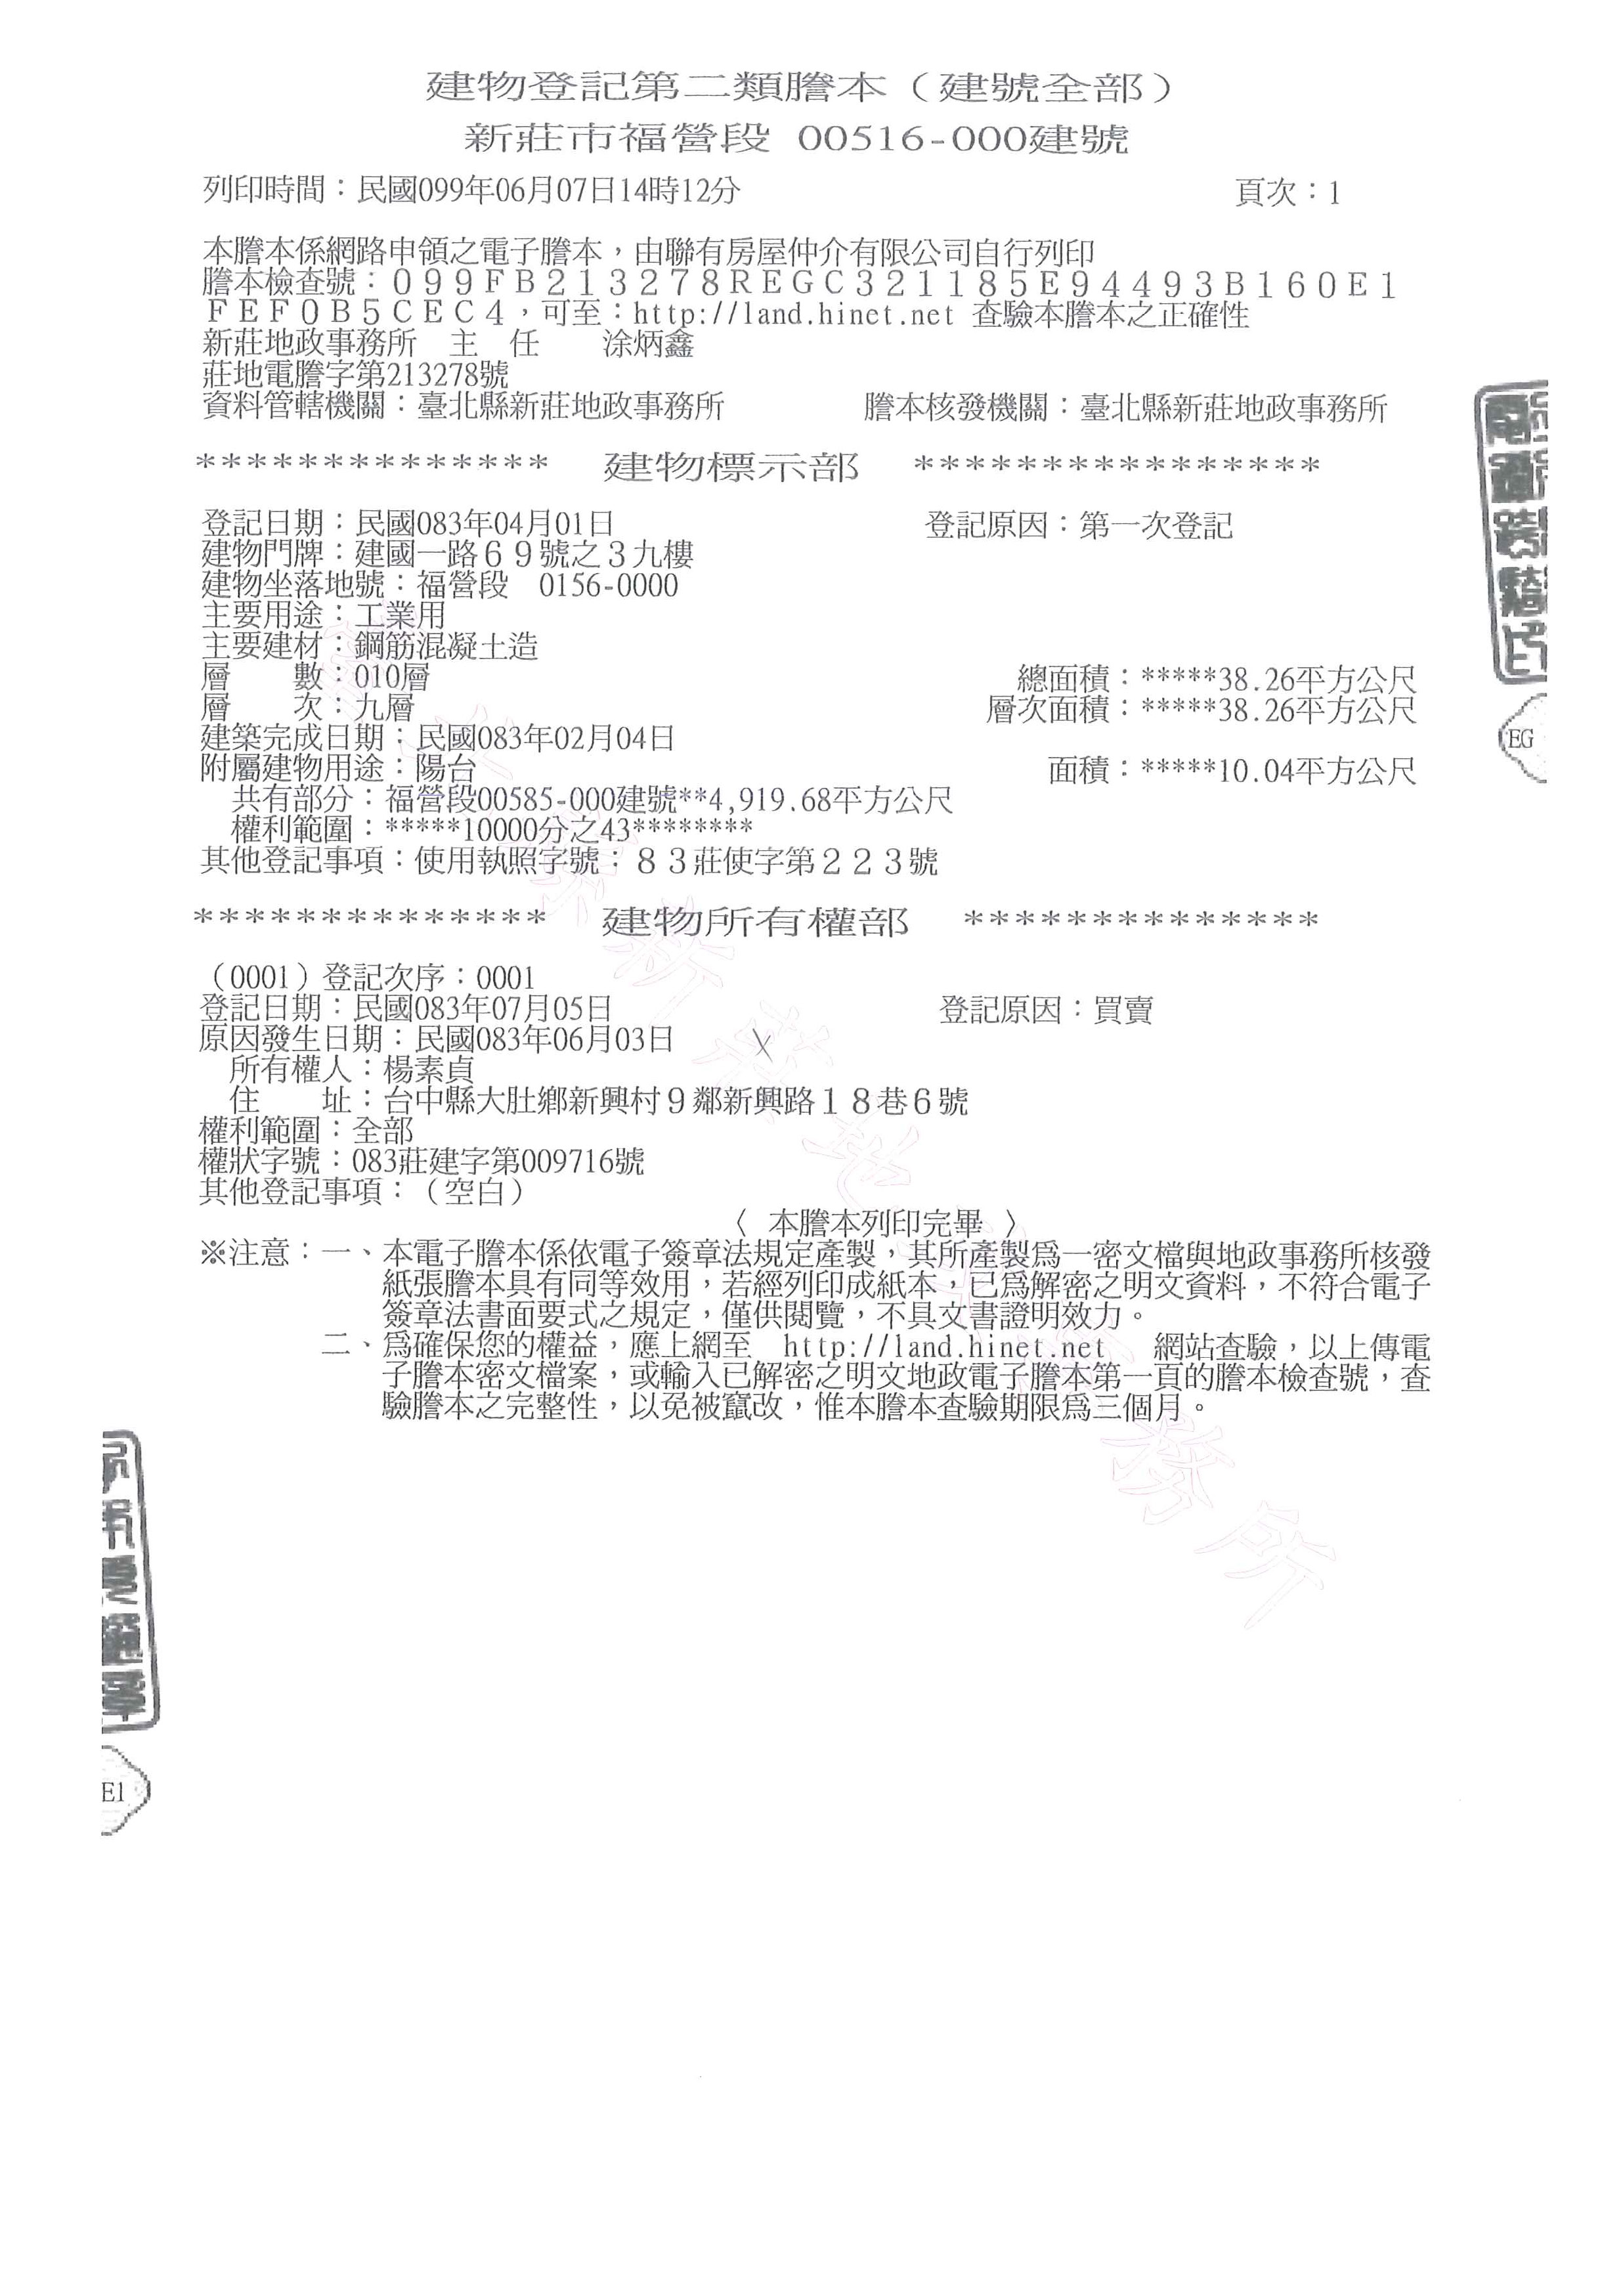 建物登記第二類謄本（建號全部）
新莊市福營段 00516-000建號
列印時間：民國099年06月07日14時12分 頁次：1
本謄本係網路申領之電子謄本，由聯有房屋仲介有限公司自行列印
謄本檢查號：０９９ＦＢ２１３２７８ＲＥＧＣ３２１１８５Ｅ９４４９３Ｂ１６０Ｅ１
ＦＥＦ０Ｂ５ＣＥＣ４，可至：http://land.hinet.net 查驗本謄本之正確性
新莊地政事務所　主　任　　涂炳鑫
莊地電謄字第213278號
資料管轄機關：臺北縣新莊地政事務所 謄本核發機關：臺北縣新莊地政事務所
************** 建物標示部 ****************
登記日期：民國083年04月01日 登記原因：第一次登記
建物門牌：建國一路６９號之３九樓
建物坐落地號：福營段　0156-0000
主要用途：工業用
主要建材：鋼筋混凝土造
層　　數：010層 總面積：*****38.26平方公尺
層　　次：九層 層次面積：*****38.26平方公尺
建築完成日期：民國083年02月04日
附屬建物用途：陽台 面積：*****10.04平方公尺
共有部分：福營段00585-000建號**4,919.68平方公尺
權利範圍：*****10000分之43********
其他登記事項：使用執照字號：８３莊使字第２２３號
************** 建物所有權部 **************
（0001）登記次序：0001
登記日期：民國083年07月05日 登記原因：買賣
原因發生日期：民國083年06月03日
所有權人：楊素貞
住　　址：台中縣大肚鄉新興村９鄰新興路１８巷６號
權利範圍：全部
權狀字號：083莊建字第009716號
其他登記事項：（空白）
〈 本謄本列印完畢 〉
※注意：一、本電子謄本係依電子簽章法規定產製，其所產製為一密文檔與地政事務所核發
紙張謄本具有同等效用，若經列印成紙本，已為解密之明文資料，不符合電子
簽章法書面要式之規定，僅供閱覽，不具文書證明效力。
二、為確保您的權益，應上網至　http://land.hinet.net　網站查驗，以上傳電
子謄本密文檔案，或輸入已解密之明文地政電子謄本第一頁的謄本檢查號，查
驗謄本之完整性，以免被竄改，惟本謄本查驗期限為三個月。
EG
E1